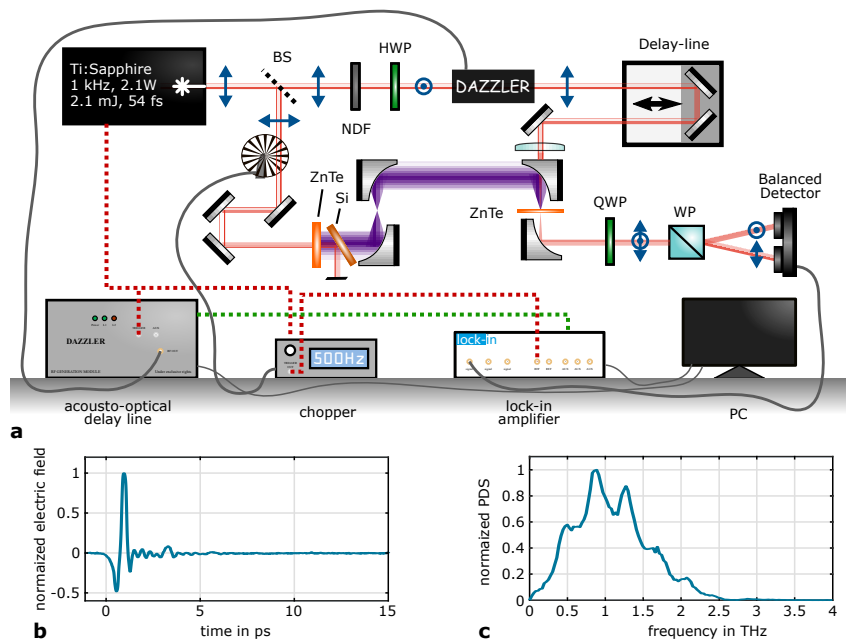 Ti:Sapphire
1 kHz, 2.1W
2.1 mJ, 54 fs
BS
NDF
HWP
DAZZLER
Delay-line
ZnTe
Si
ZnTe
QWP
WP
Balanced
Detector
DAZZLER
RF GENERATION MODULE
500Hz
lock-in
acousto-optical
delay line
chopper
lock-in
amplifier
PC
a
normaized electric field
1
0.5
0
-0.5
0
5
10
15
time in ps
b
normaized PDS
1
0.8
0.6
0.4
0.2
0
0
0.5
1
1.5
2
2.5
3
3.5
4
frequency in THz
c